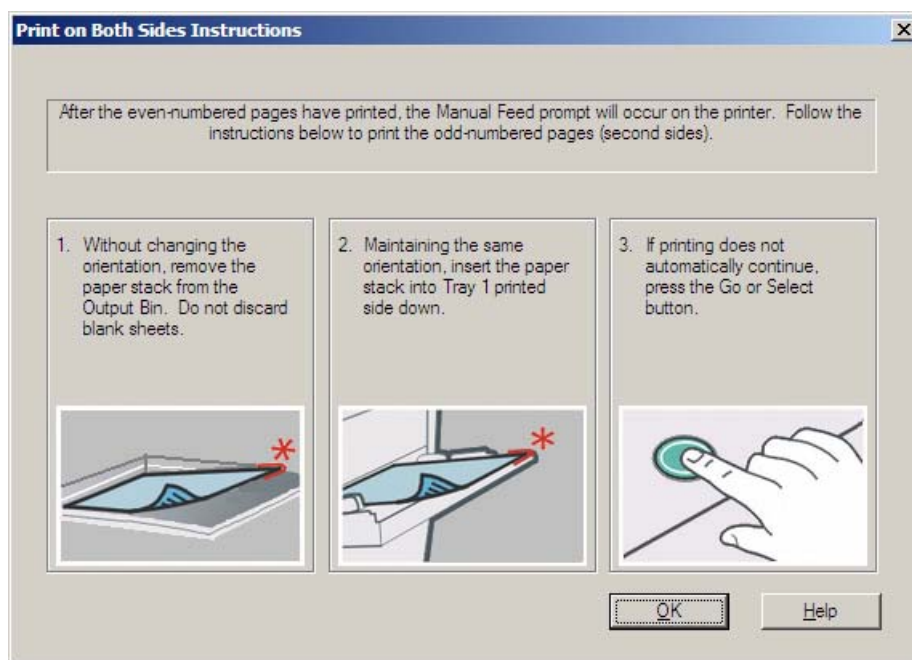 Print on Both Sides Instructions
After the even-numbered pages have printed, the Manual Feed prompt will occur on the printer. Follow the
instructions below to print the odd-numbered pages (second sides).
1. Without changing the
orientation, remove the
paper stack from the
Output Bin. Do not discard
blank sheets.
2. Maintaining the same
orientation, insert the paper
stack into Tray 1 printed
side down.
3. If printing does not
automatically continue,
press the Go or Select
button.
OK
Help